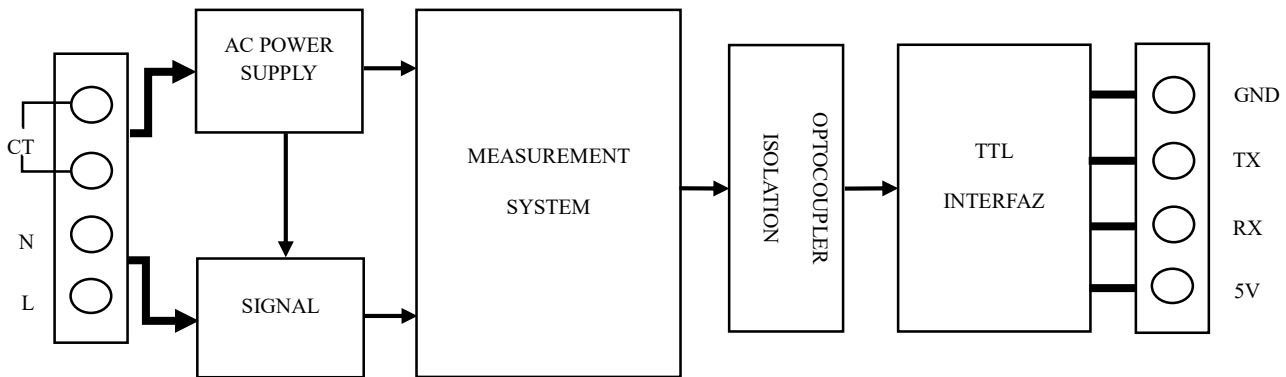 CT
N
L
AC POWER
SUPPLY
SIGNAL
MEASUREMENT
SYSTEM
OPTOCOUPLER
ISOLATION
TTL
INTERFAZ
GND
TX
RX
5V